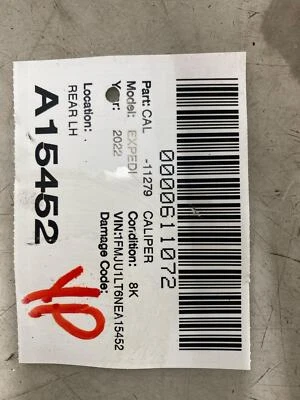 0000611072
Part: CAL -11279 CALIPER
Model: EXPEDI Condition: 8K
Year: 2022 VIN:1FMJU1LT6NEA15452
Damage Code:
Location: .
REAR LH
A15452